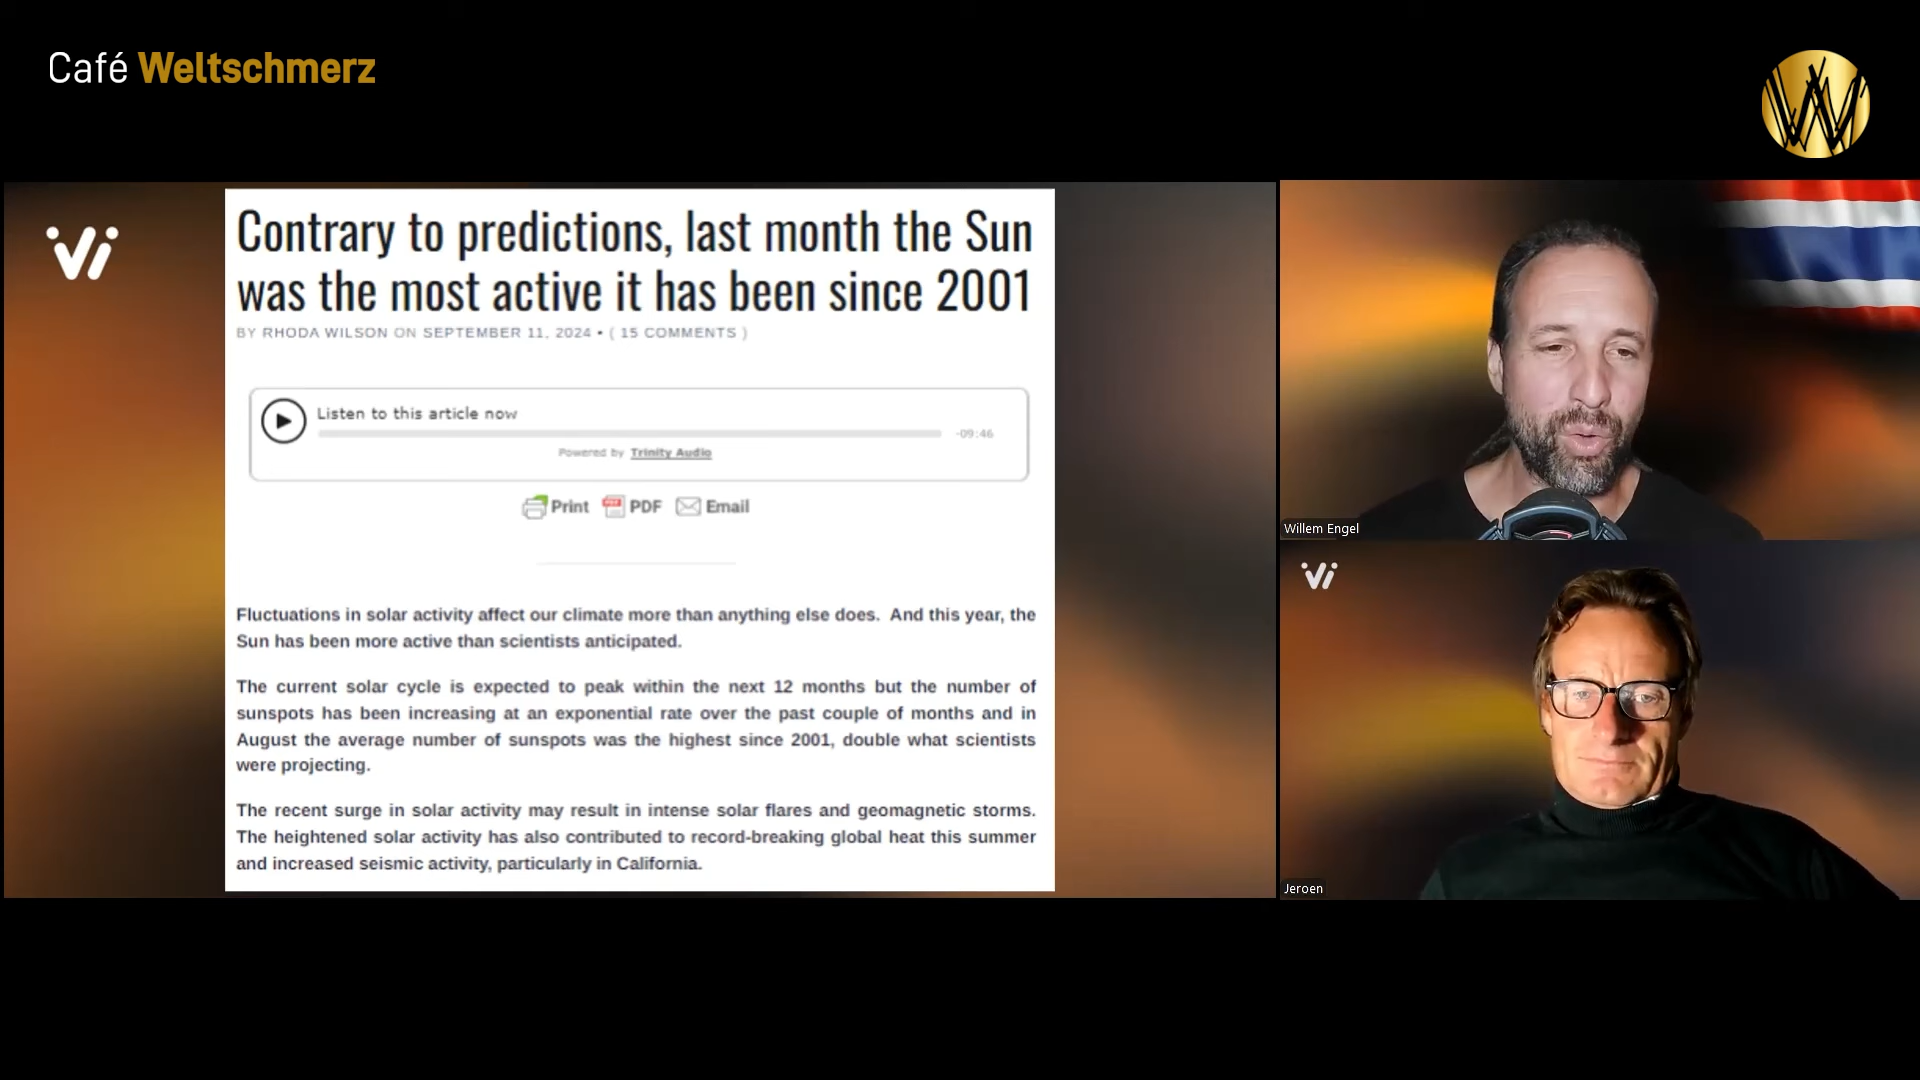 Café Weltschmerz
Contrary to predictions, last month the Sun
was the most active it has been since 2001
BY RHODA WILSON ON SEPTEMBER 11, 2024 • ( 15 COMMENTS )
Listen to this article now
-09:46
Powered by Trinity Audio
Print PDF Email
Fluctuations in solar activity affect our climate more than anything else does. And this year, the
Sun has been more active than scientists anticipated.
The current solar cycle is expected to peak within the next 12 months but the number of
sunspots has been increasing at an exponential rate over the past couple of months and in
August the average number of sunspots was the highest since 2001, double what scientists
were projecting.
The recent surge in solar activity may result in intense solar flares and geomagnetic storms.
The heightened solar activity has also contributed to record-breaking global heat this summer
and increased seismic activity, particularly in California.
Willem Engel
Jeroen